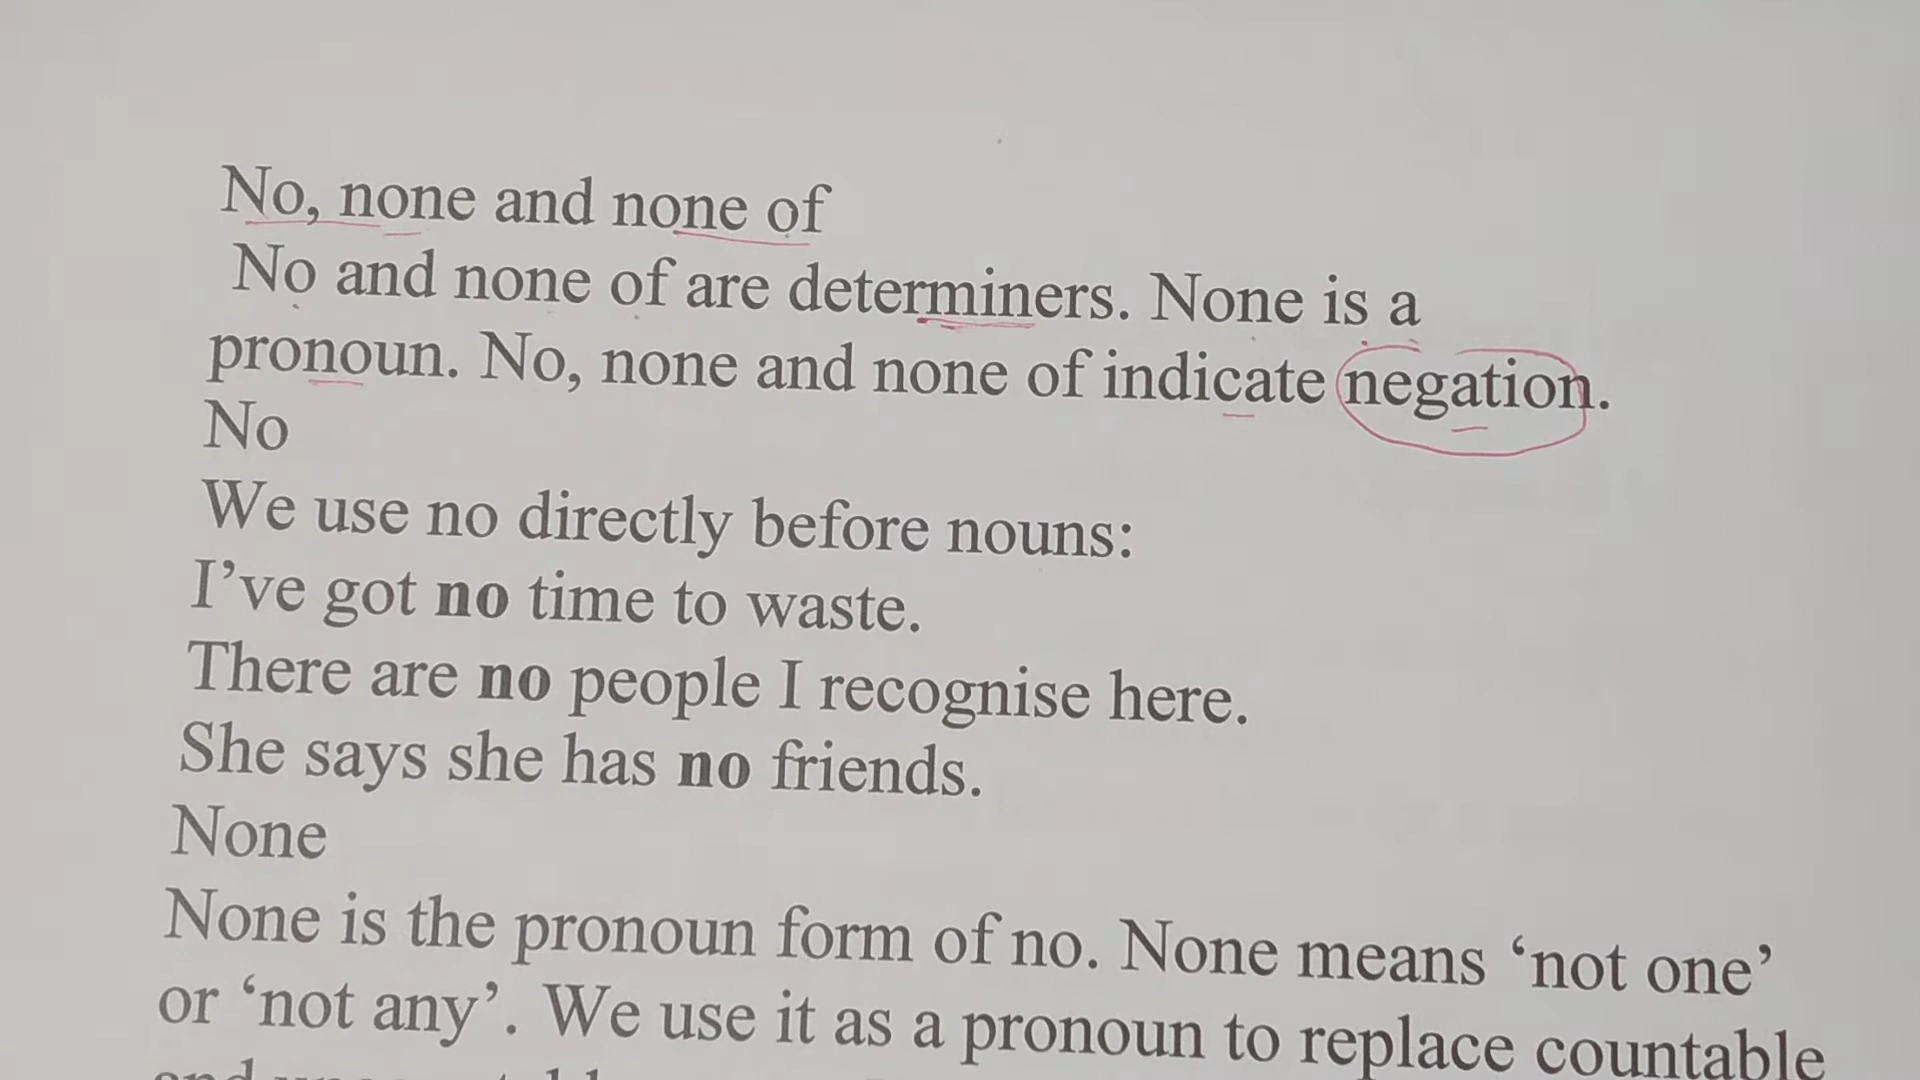 No, none and none of
No and none of are determiners. None is a
pronoun. No, none and none of indicate negation.
No
We use no directly before nouns:
I’ve got no time to waste.
There are no people I recognise here.
She says she has no friends.
None
None is the pronoun form of no. None means ‘not one’
or ‘not any’. We use it as a pronoun to replace countable
and